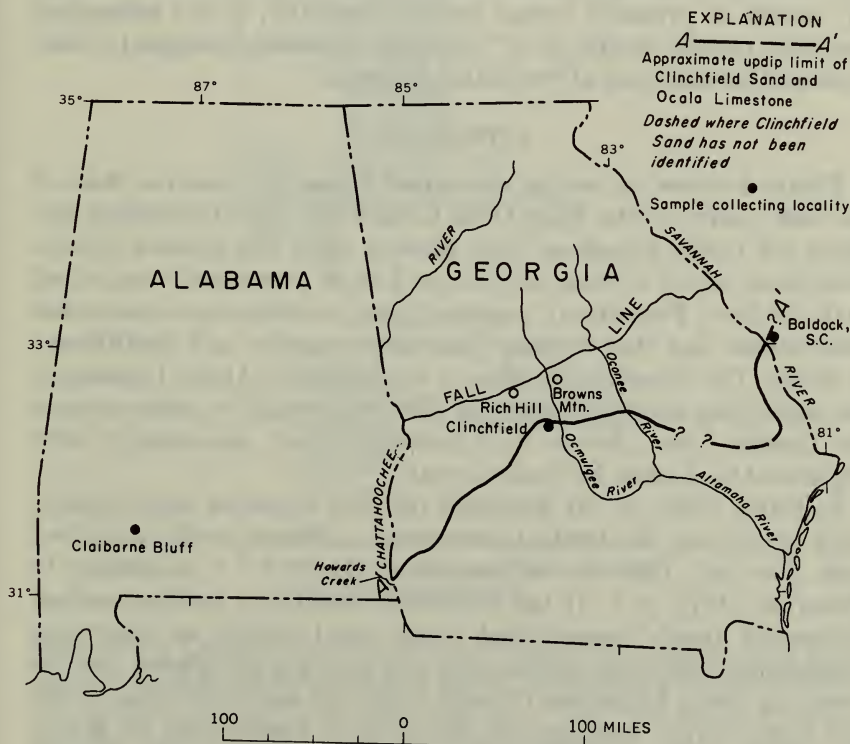 EXPLANATION
A A'
Approximate updip limit of
Clinchfield Sand and
Ocala Limestone
Dashed where Clinchfield
Sand has not been
identified
Sample collecting locality
87°
85°
35°
83°
ALABAMA
GEORGIA
RIVER
SAVANNAH
RIVER
? A'
Baldock,
S.C.
33°
FALL LINE
Oconee
River
Rich Hill
Browns
Mtn.
Clinchfield
? ?
81°
Ocmulgee
River
Altamaha River
CHATTAHOOCHEE
Claibarne Bluff
Howards
Creek
A
31°
100 0 100 MILES